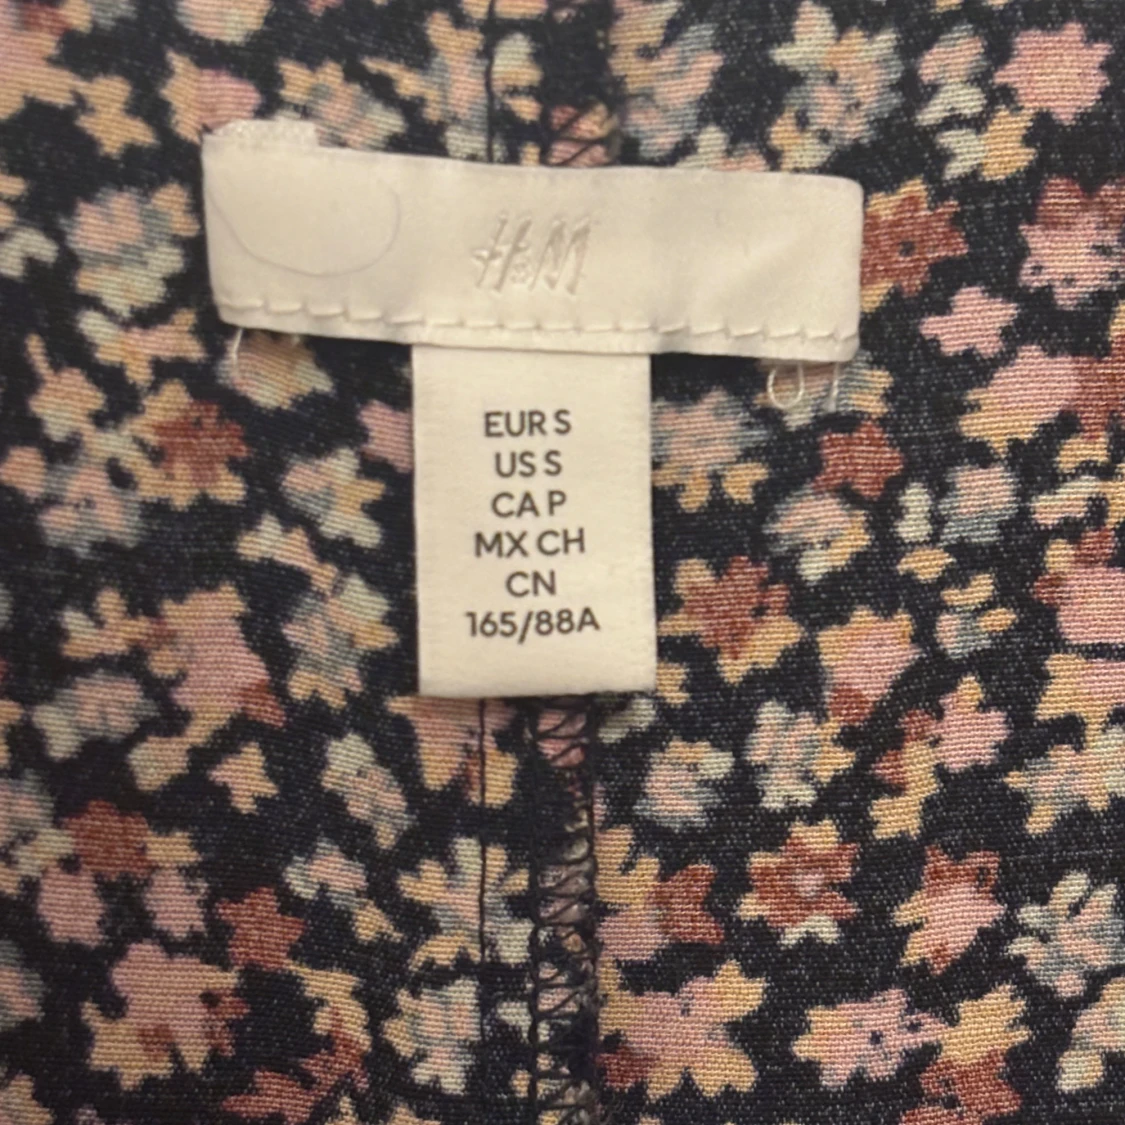 H&M
EUR S
US S
CA P
MX CH
CN
165/88A